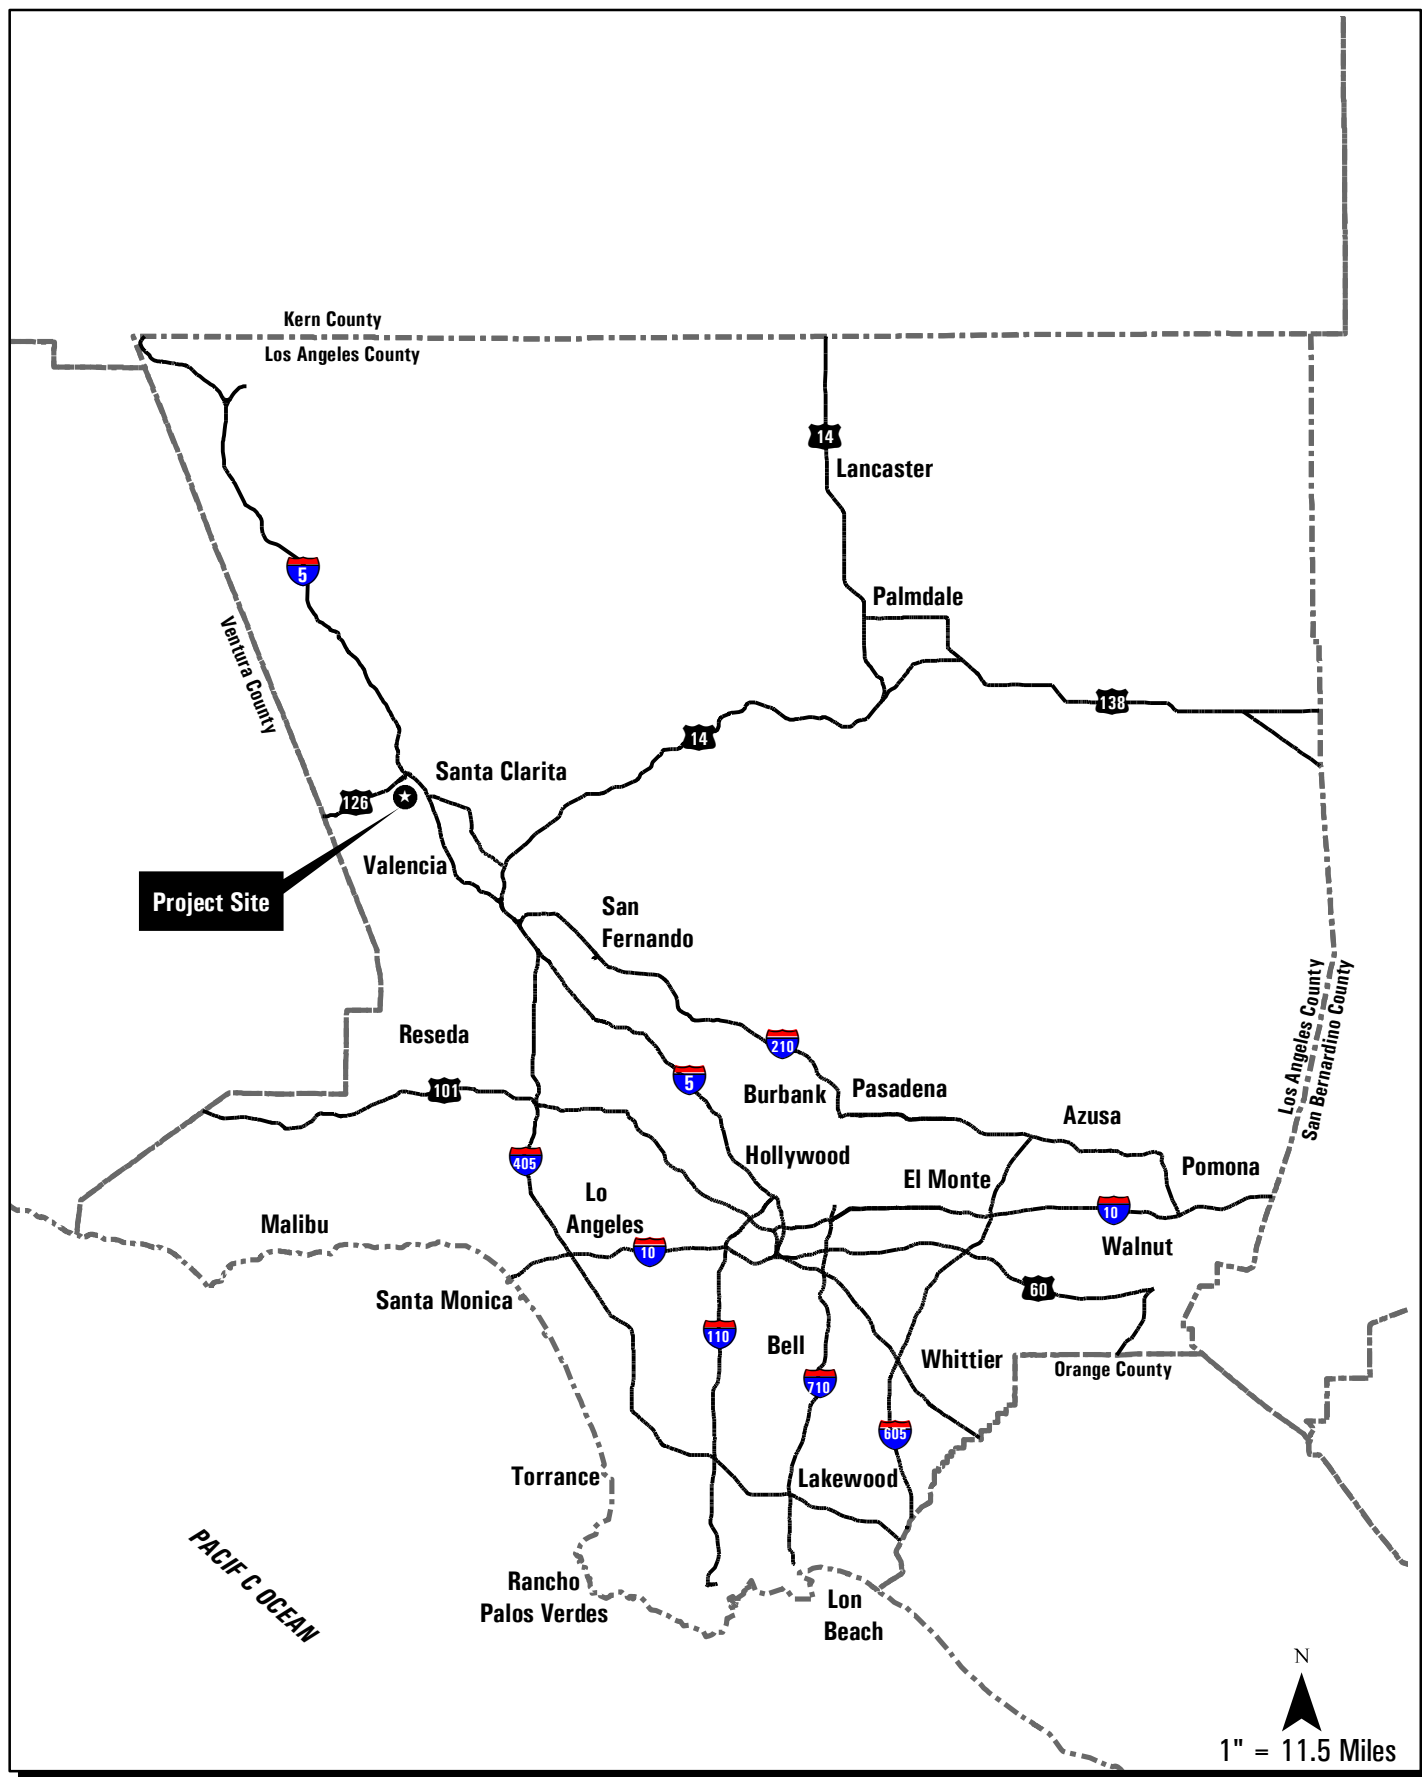 Kern County
Los Angeles County
14
Lancaster
5
Palmdale
Ventura County
138
14
Santa Clarita
126
Valencia
Project Site
San
Fernando
Los Angeles County
San Bernardino County
Reseda
210
5
101
Burbank
Pasadena
Azusa
405
Hollywood
Pomona
El Monte
Lo
Angeles
Malibu
10
10
Walnut
Santa Monica
60
110
Bell
Whittier
Orange County
710
605
Torrance
Lakewood
PACIF C OCEAN
Rancho
Palos Verdes
Lon
Beach
N
1" = 11.5 Miles